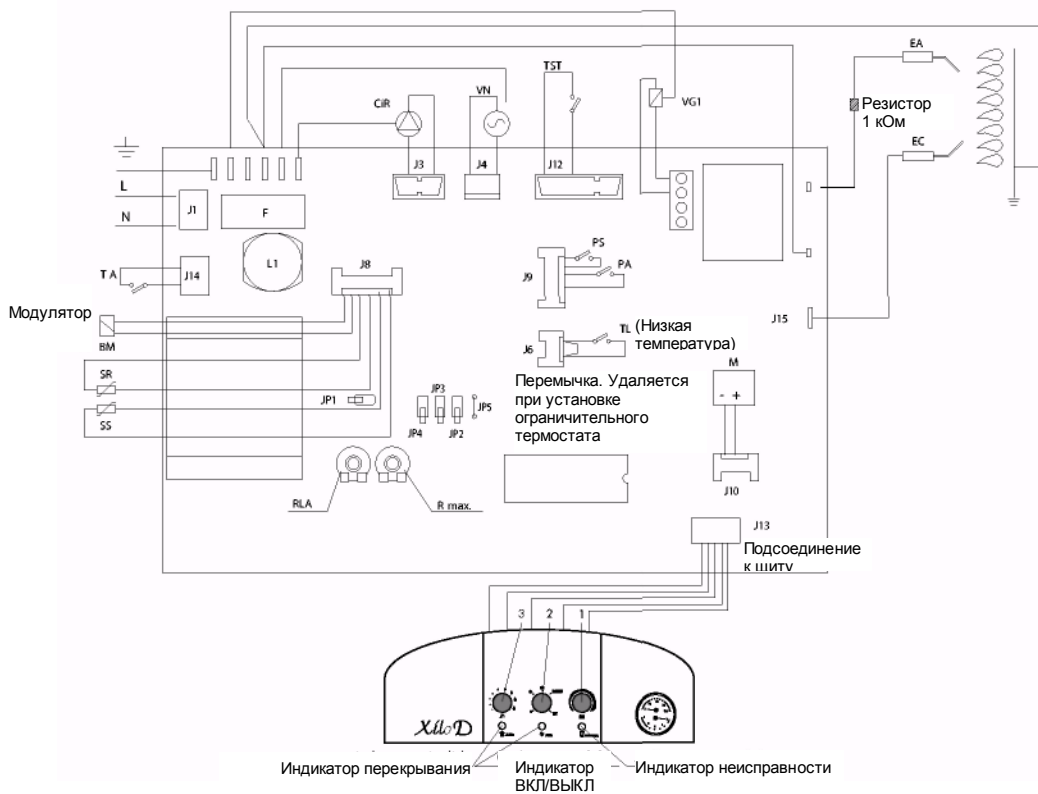 EA
TST
VN
CiR
VG1
Резистор
1 кОм
EC
J3
J4
J12
L
N
J1
F
T A
J14
L1
J8
PS
PA
J9
Модулятор
BM
J15
TL
(Низкая
температура)
J6
M
- +
SR
SS
JP1
JP3
JP5
JP4
JP2
Перемычка. Удаляется
при установке
ограничительного
термостата
J10
RLA
R max.
J13
Подсоединение
к щиту
3
2
1
Xilo D
Индикатор перекрывания
Индикатор
ВКЛ/ВЫКЛ
Индикатор неисправности